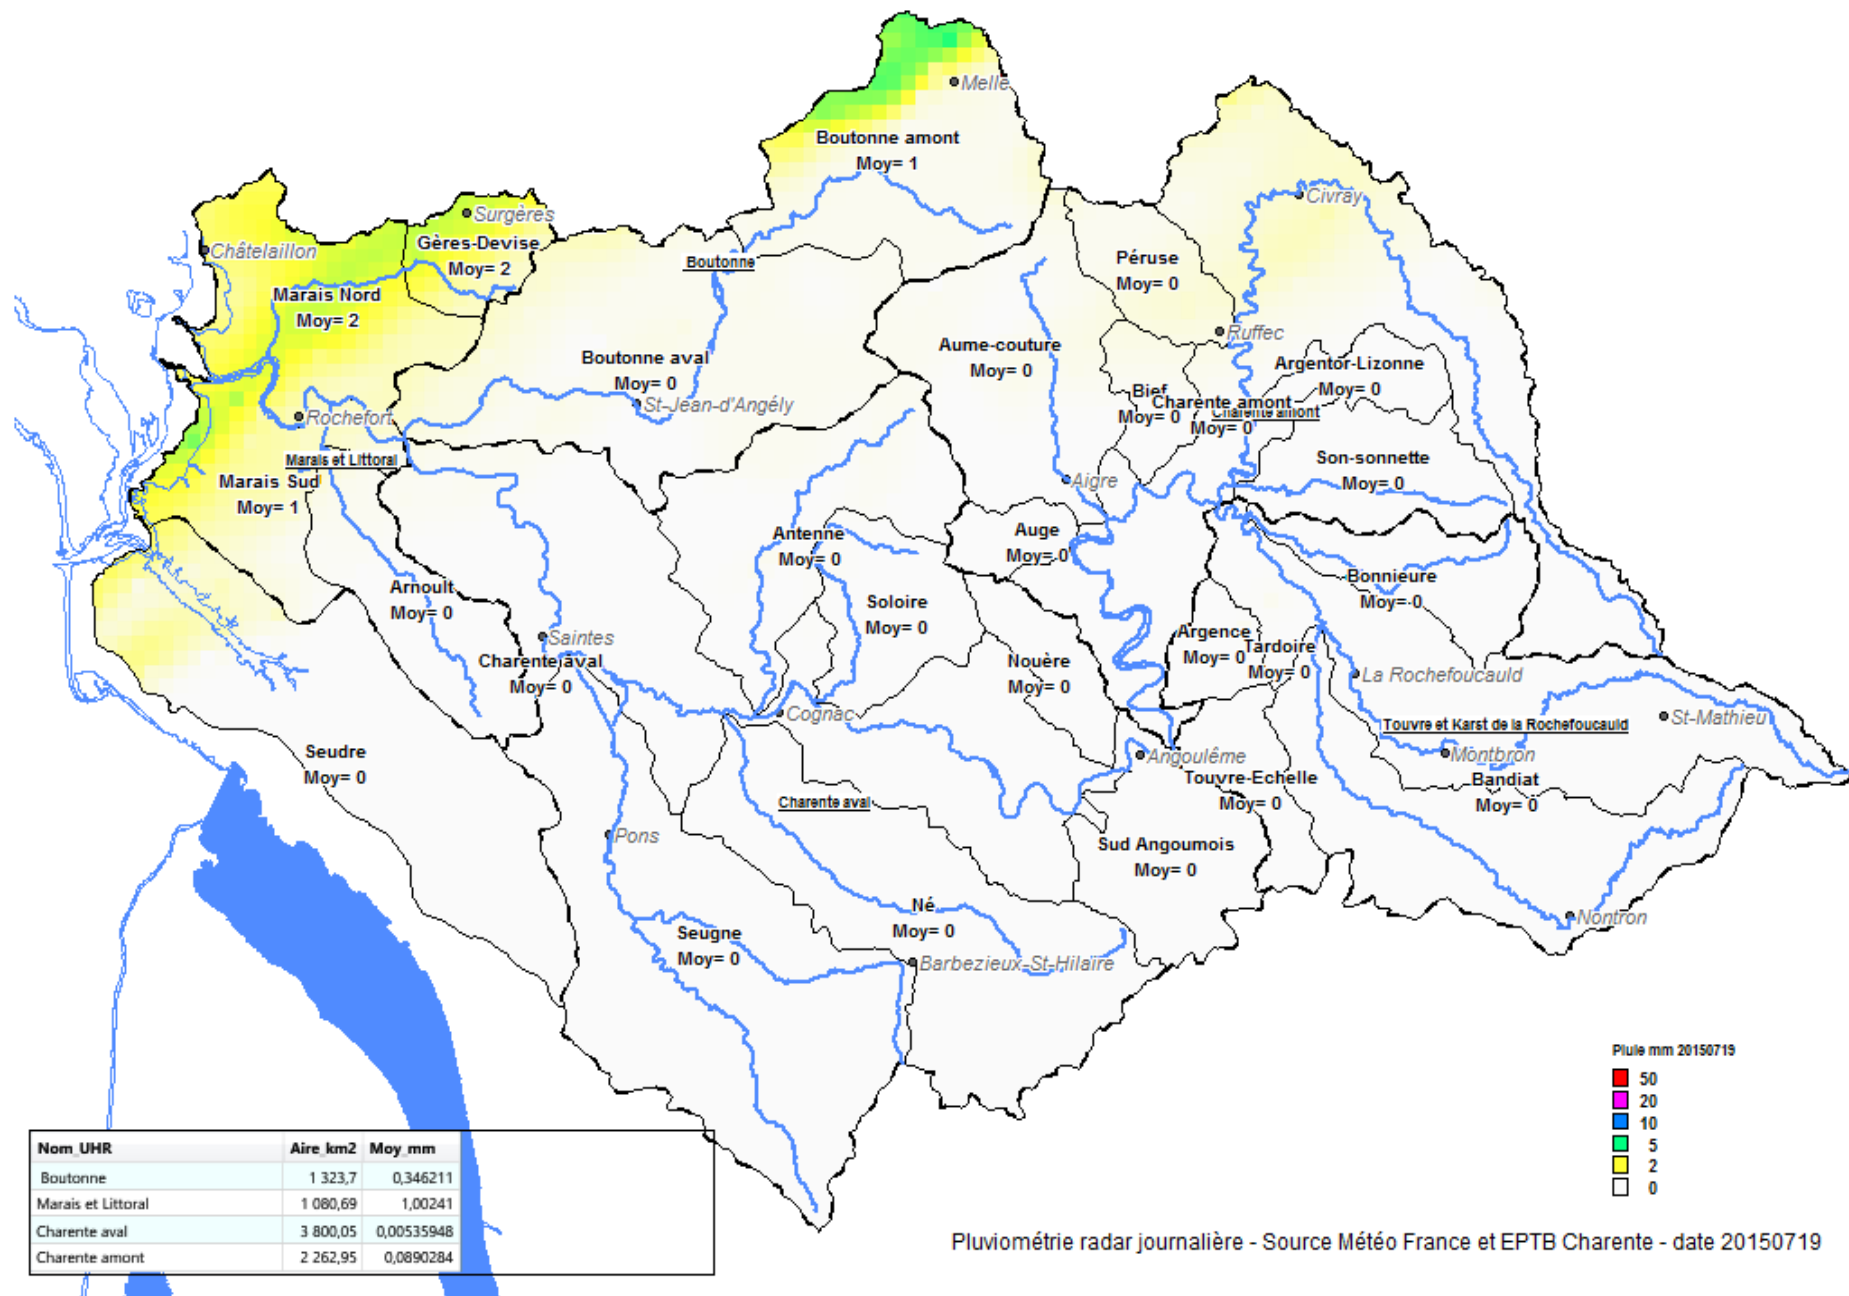 Melle
Boutonne amont
Moy= 1
Civray
Surgères
Châtelaillon
Gères-Devise
Moy= 2
Boutonne
Péruse
Moy= 0
Marais Nord
Moy= 2
Ruffec
Aume-couture
Moy= 0
Boutonne aval
Moy= 0
Argentor-Lizonne
Moy= 0
Bief
Moy= 0
Charente amont
Moy= 0
Charente amont
St-Jean-d'Angély
Rochefort
Marais et Littoral
Marais Sud
Moy= 1
Son-sonnette
Moy= 0
Aigre
Antenne
Moy= 0
Auge
Moy= 0
Bonnieure
Moy= 0
Arnoult
Moy= 0
Soloire
Moy= 0
Saintes
Argence
Moy= 0
Tardoire
Moy= 0
Charente aval
Moy= 0
Nouère
Moy= 0
La Rochefoucauld
Cognac
Touvre et Karst de la Rochefoucauld
St-Mathieu
Seudre
Moy= 0
Angoulême
Montbron
Touvre-Echelle
Moy= 0
Bandiat
Moy= 0
Charente aval
Pons
Sud Angoumois
Moy= 0
Né
Moy= 0
Nontron
Seugne
Moy= 0
Barbezieux-St-Hilaire
Pluie mm 20150719
50
20
10
5
2
0
Nom_UHR Aire_km2 Moy_mm
Boutonne 1 323,7 0,346211
Marais et Littoral 1 080,69 1,00241
Charente aval 3 800,05 0,00535948
Charente amont 2 262,95 0,0890284
Pluviométrie radar journalière - Source Météo France et EPTB Charente - date 20150719